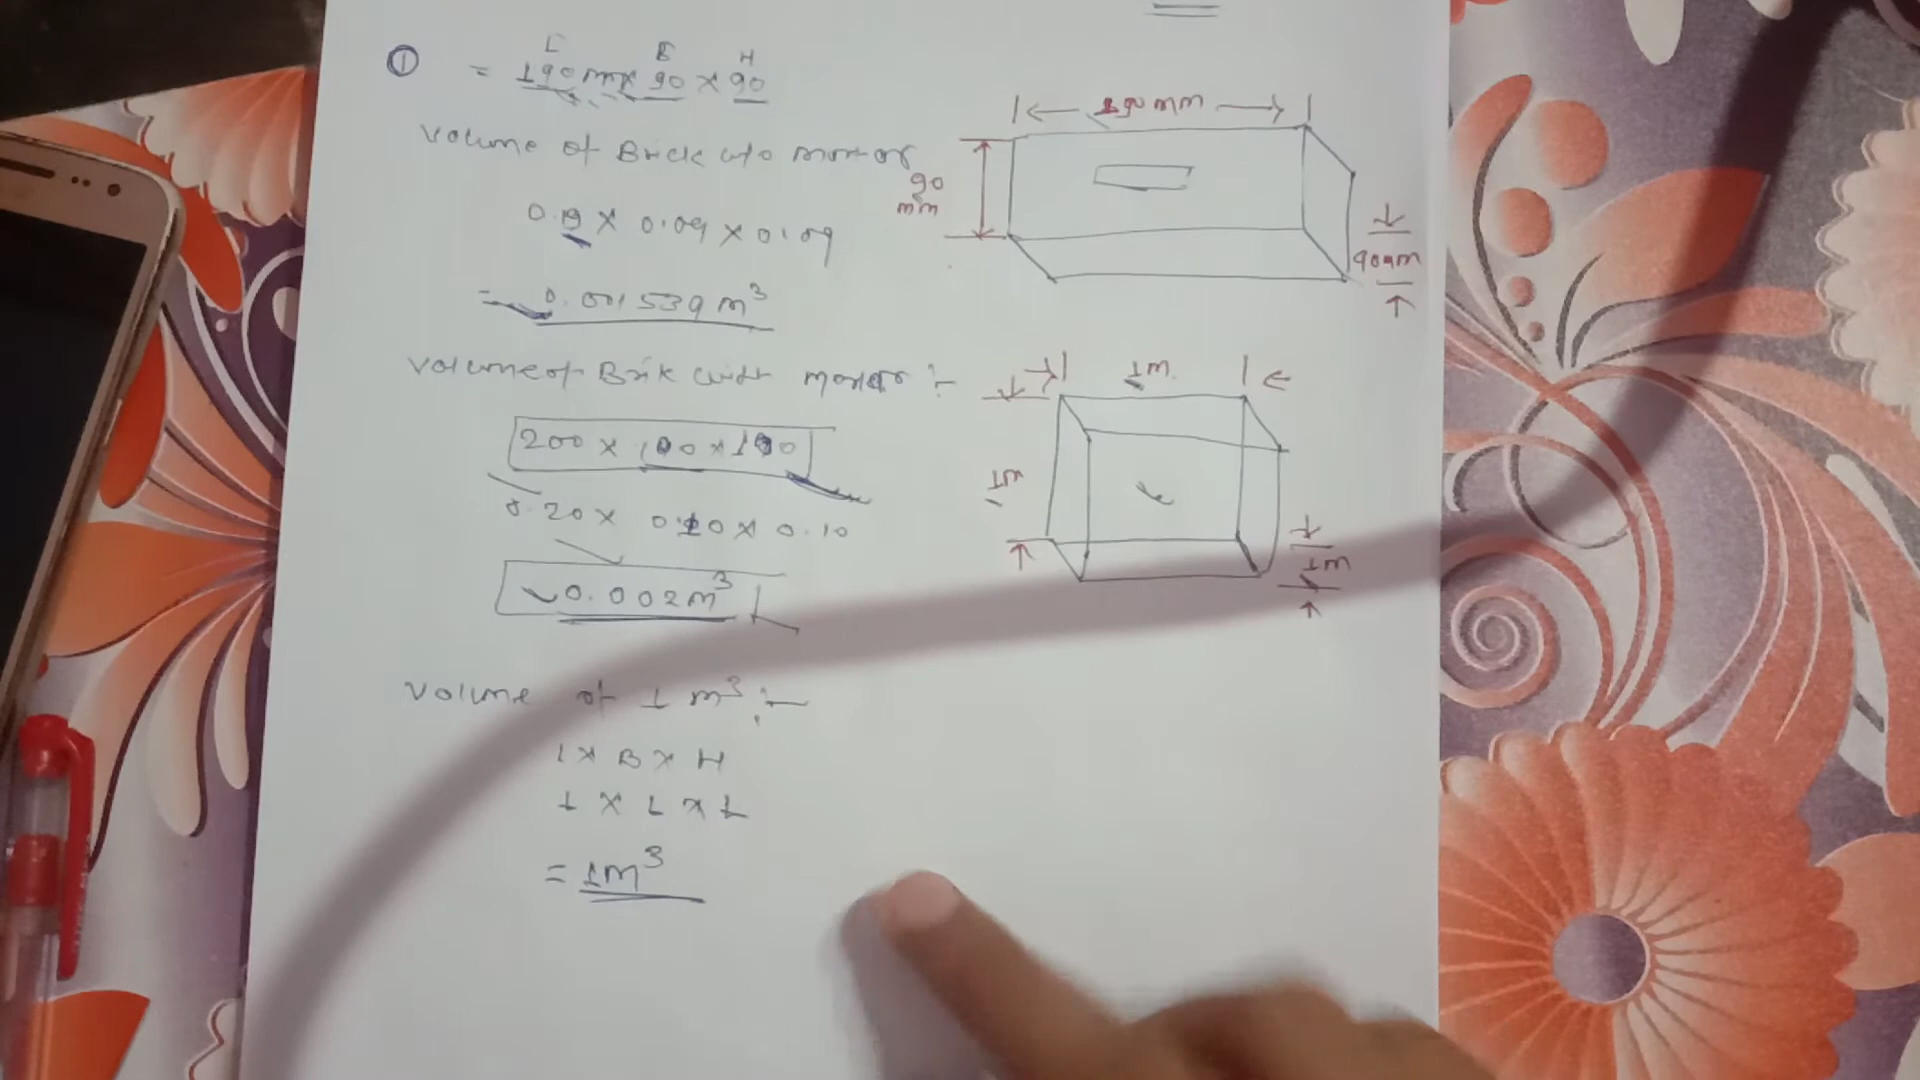 ① = 190mm x 90 x 90
L B H
Volume of Brick w/o mortar
0.19 x 0.09 x 0.09
= 0.001539 m³
Volume of Brik with mortar :-
200 x 100 x 100
0.20 x 0.10 x 0.10
0.002m³
Volume of 1 m³ :-
L x B x H
1 x 1 x 1
= 1m³
190 mm
90
mm
90mm
1m
1m
1m